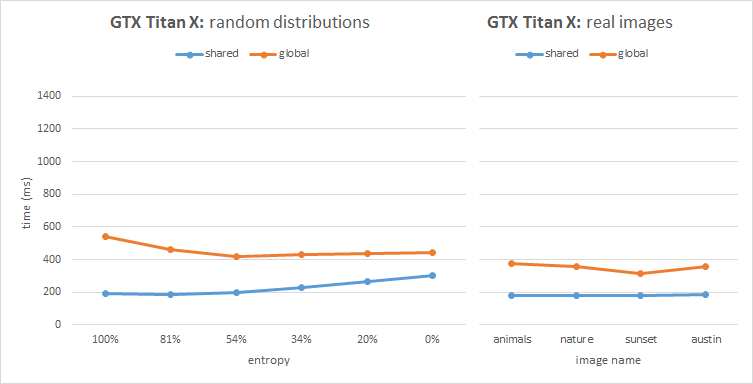 GTX Titan X: random distributions
shared global
1400
1200
1000
800
600
400
200
0
time (ms)
100% 81% 54% 34% 20% 0%
entropy
GTX Titan X: real images
shared global
animals nature sunset austin
image name